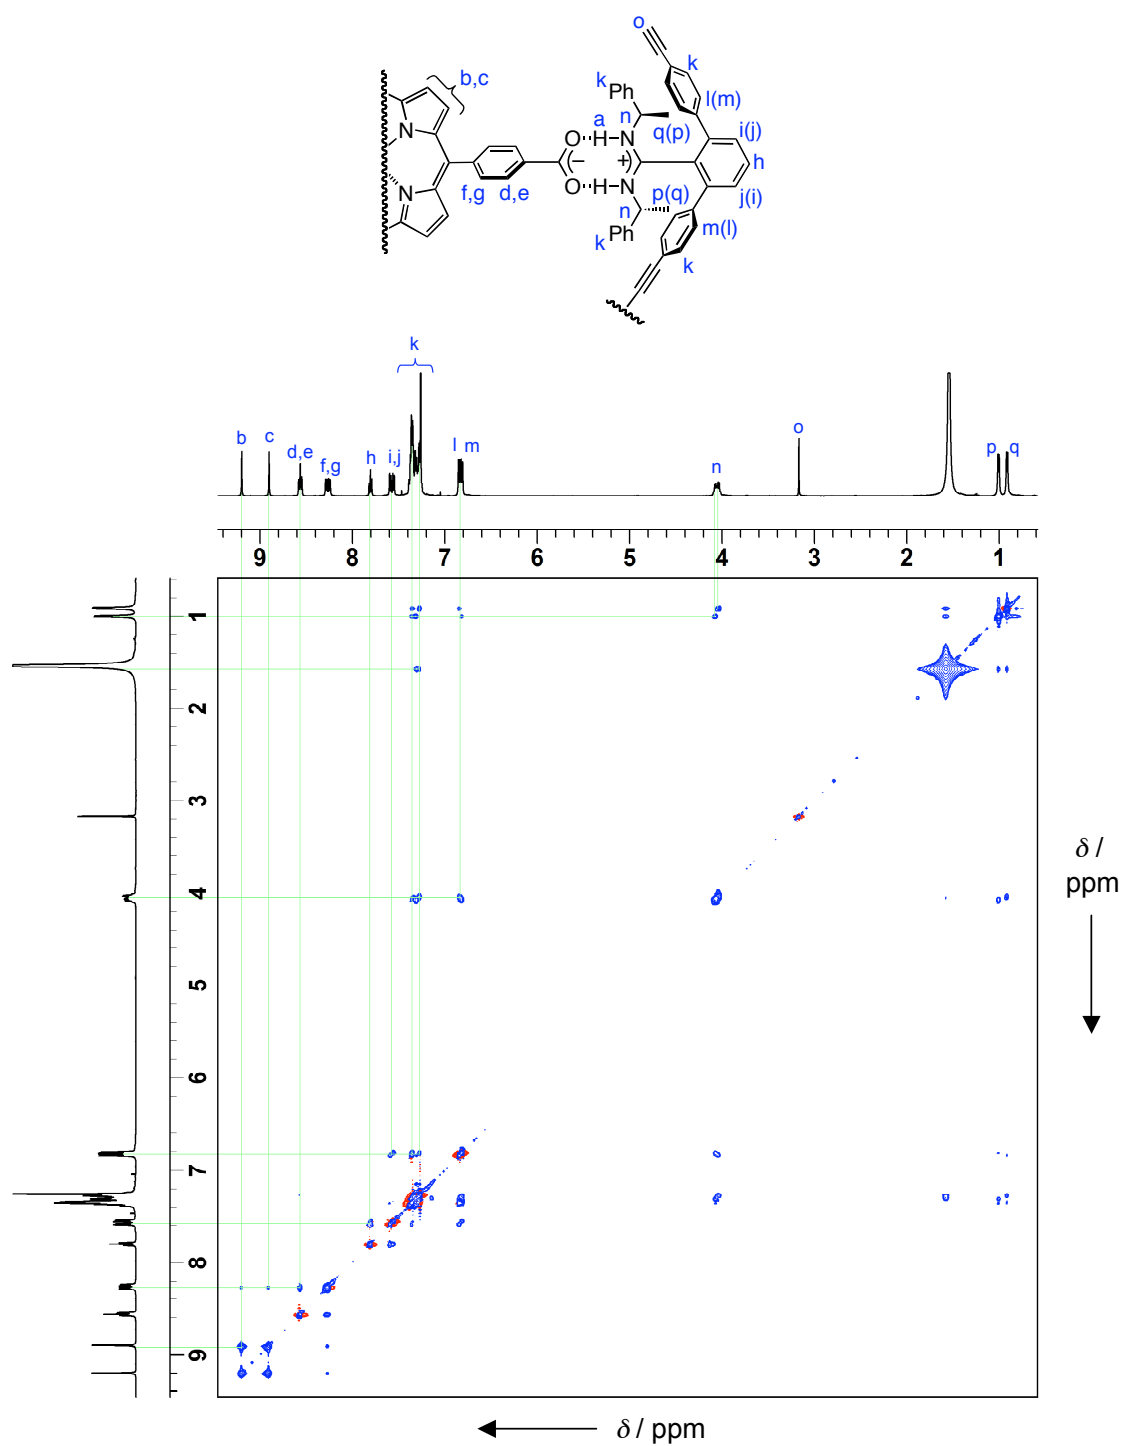 o
k
k
Ph
l(m)
b,c
n
a
q(p)
i(j)
N
O
H
N
−
+
h
N
O
H
N
f,g
d,e
p(q)
j(i)
n
k
Ph
m(l)
k
k
b
c
d,e
f,g
h
i,j
l
m
n
o
p
q
9
8
7
6
5
4
3
2
1
1
2
3
4
5
6
7
8
9
δ /
ppm
δ / ppm